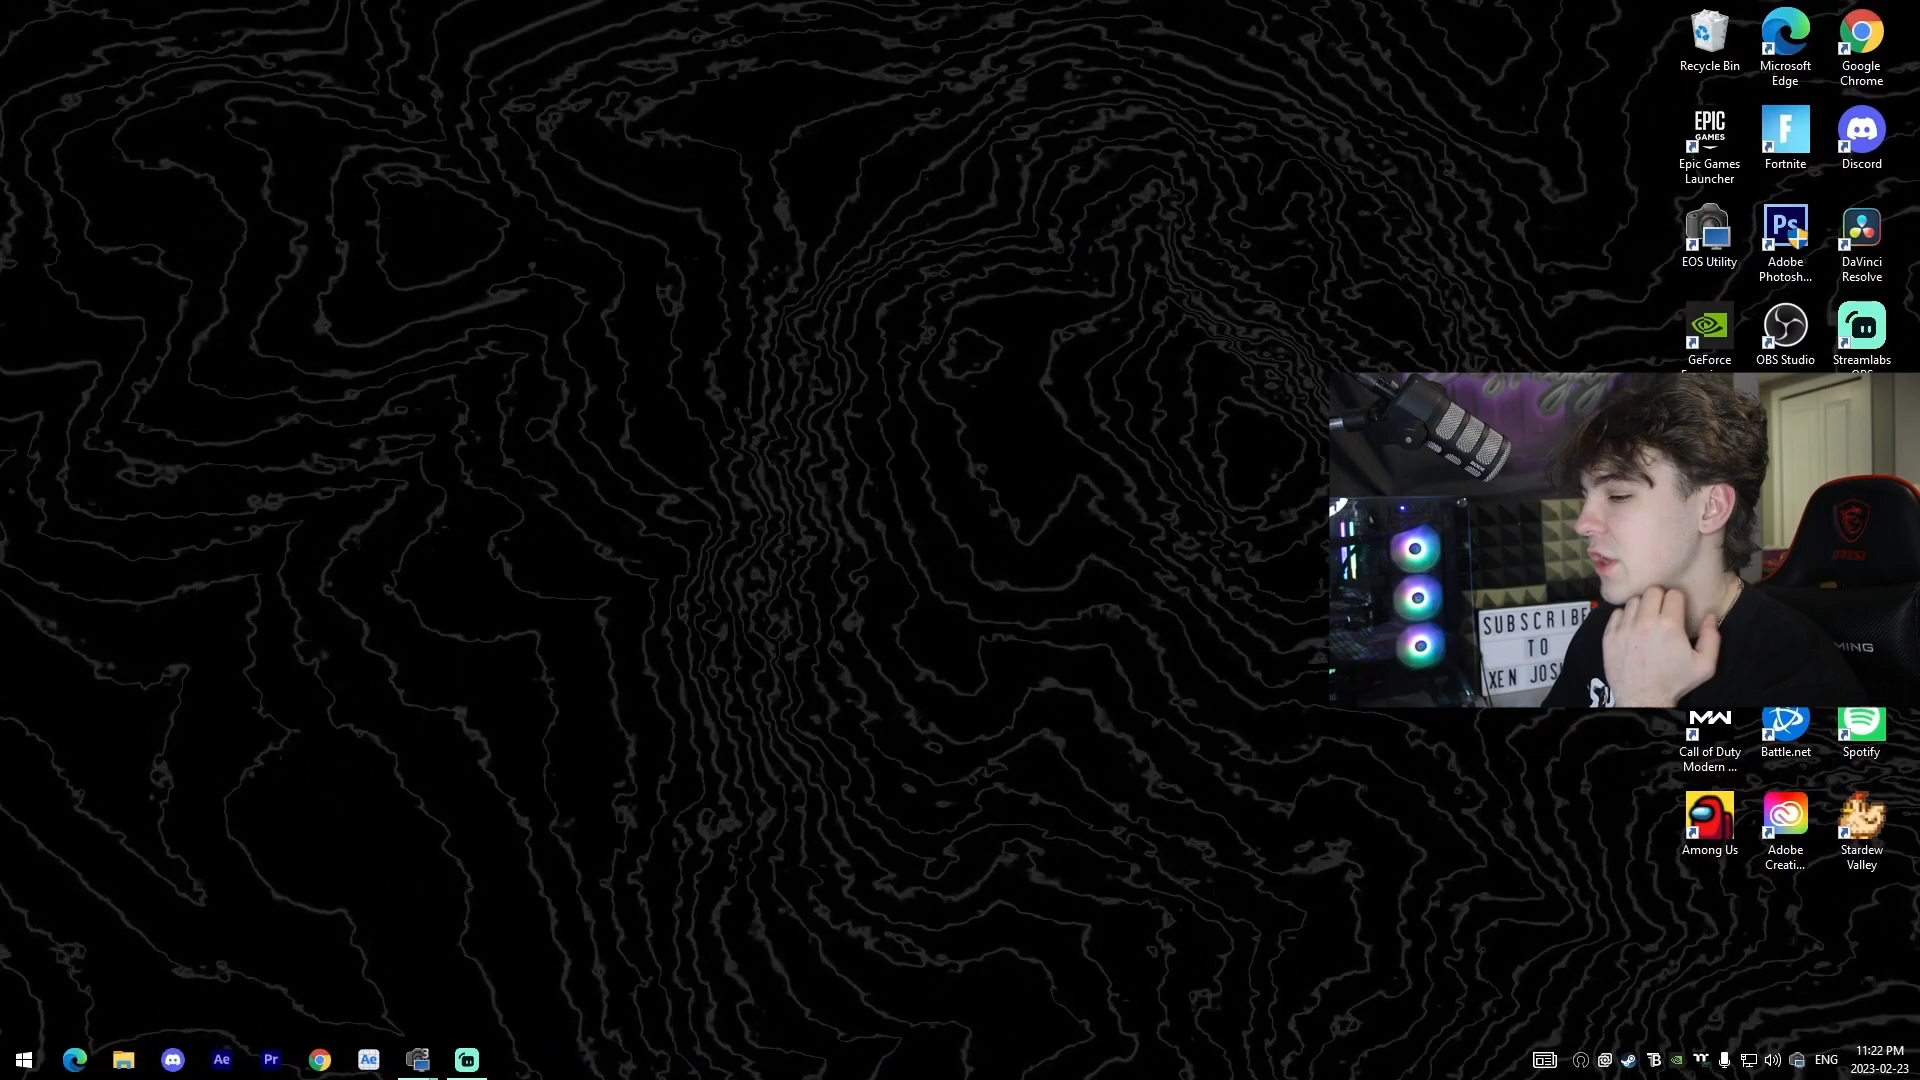 Recycle Bin
Microsoft
Edge
Google
Chrome
EPIC
GAMES
Epic Games
Launcher
F
Fortnite
Discord
EOS Utility
Ps
Adobe
Photosh...
DaVinci
Resolve
GeForce
OBS Studio
Streamlabs
SUBSCRIBE
TO
XEN JOS
Call of Duty
Modern ...
Battle.net
Spotify
Among Us
Adobe
Creati...
Stardew
Valley
Ae
Pr
Ae
3
ENG
11:22 PM
2023-02-23